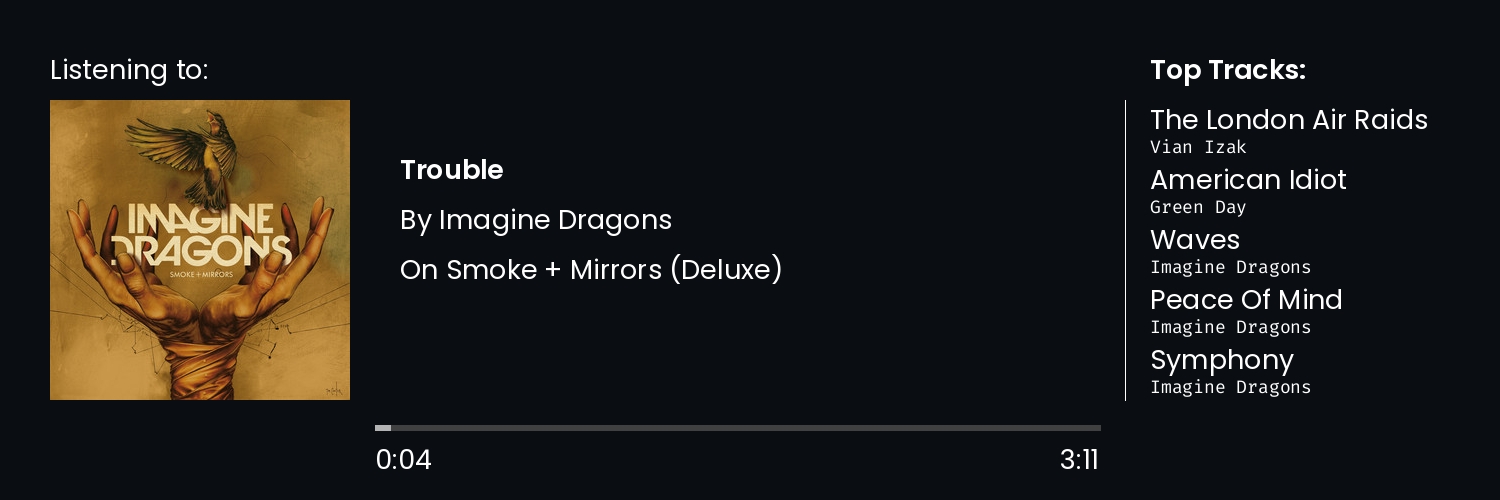 Listening to:
IMAGINE
DRAGONS
SMOKE + MIRRORS
Trouble
By Imagine Dragons
On Smoke + Mirrors (Deluxe)
0:04
3:11
Top Tracks:
The London Air Raids
Vian Izak
American Idiot
Green Day
Waves
Imagine Dragons
Peace Of Mind
Imagine Dragons
Symphony
Imagine Dragons